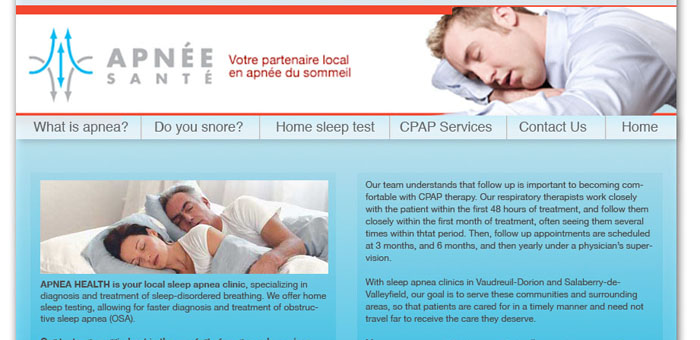 APNÉE
SANTÉ
Votre partenaire local
en apnée du sommeil
What is apnea?
Do you snore?
Home sleep test
CPAP Services
Contact Us
Home
APNEA HEALTH is your local sleep apnea clinic, specializing in
diagnosis and treatment of sleep-disordered breathing. We offer home
sleep testing, allowing for faster diagnosis and treatment of obstruc-
tive sleep apnea (OSA).
Our team understands that follow up is important to becoming com-
fortable with CPAP therapy. Our respiratory therapists work closely
with the patient within the first 48 hours of treatment, and follow them
closely within the first month of treatment, often seeing them several
times within thtat period. Then, follow up appointments are scheduled
at 3 months, and 6 months, and then yearly under a physician's super-
vision.
With sleep apnea clinics in Vaudreuil-Dorion and Salaberry-de-
Valleyfield, our goal is to serve these communities and surrounding
areas, so that patients are cared for in a timely manner and need not
travel far to receive the care they deserve.